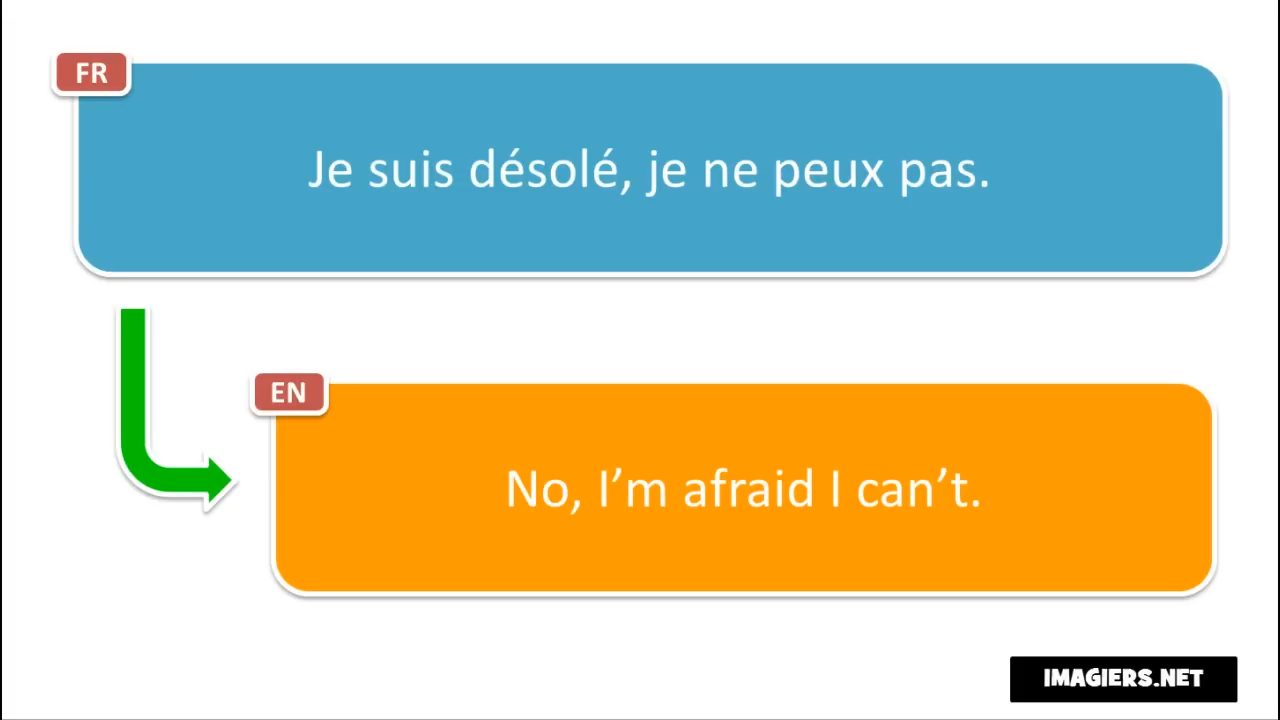 FR
Je suis désolé, je ne peux pas.
EN
No, I’m afraid I can’t.
IMAGIERS.NET